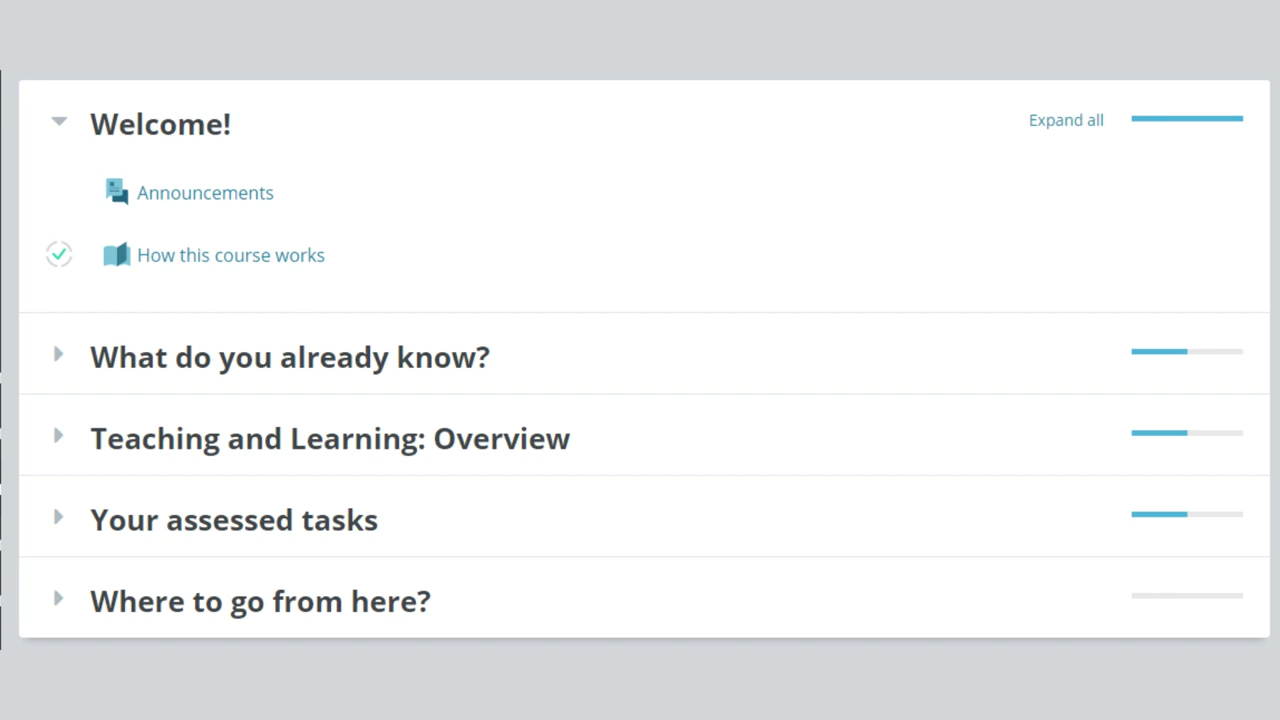 Welcome!
Expand all
Announcements
How this course works
What do you already know?
Teaching and Learning: Overview
Your assessed tasks
Where to go from here?